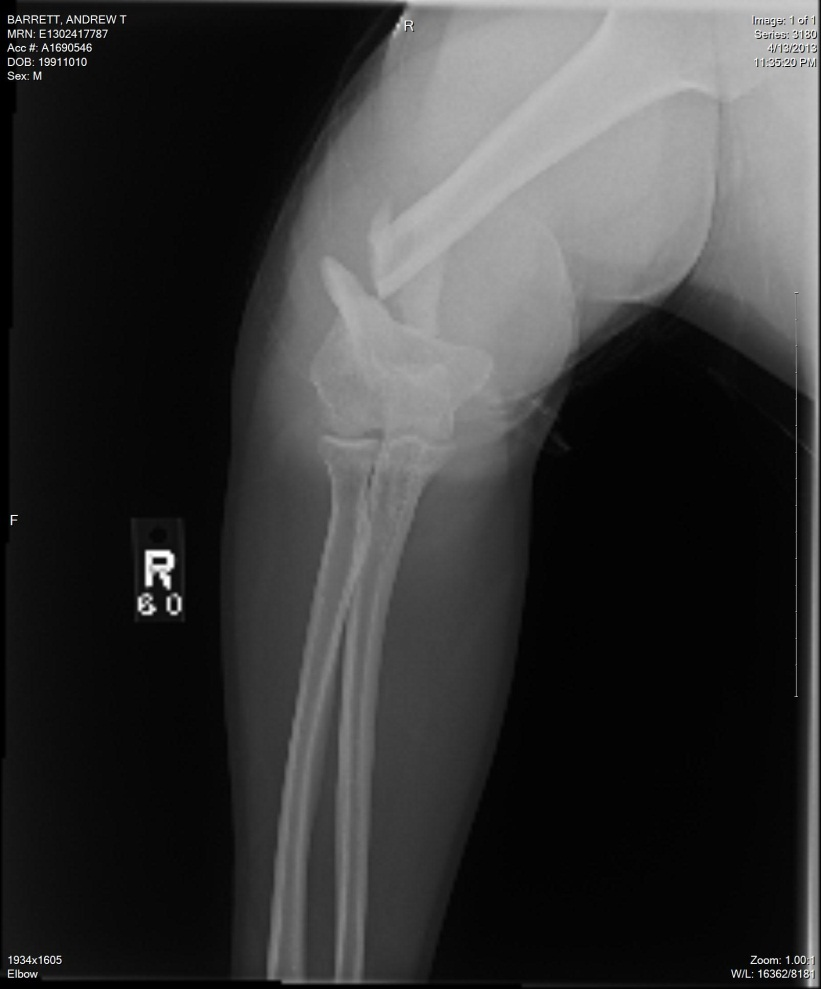 BARRETT, ANDREW T
MRN: E1302417787
Acc #: A1690546
DOB: 19911010
Sex: M
R
Image: 1 of 1
Series: 3180
4/13/2013
11:35:20 PM
F
R
60
1934x1605
Elbow
Zoom: 1.00:1
W/L: 16362/8181